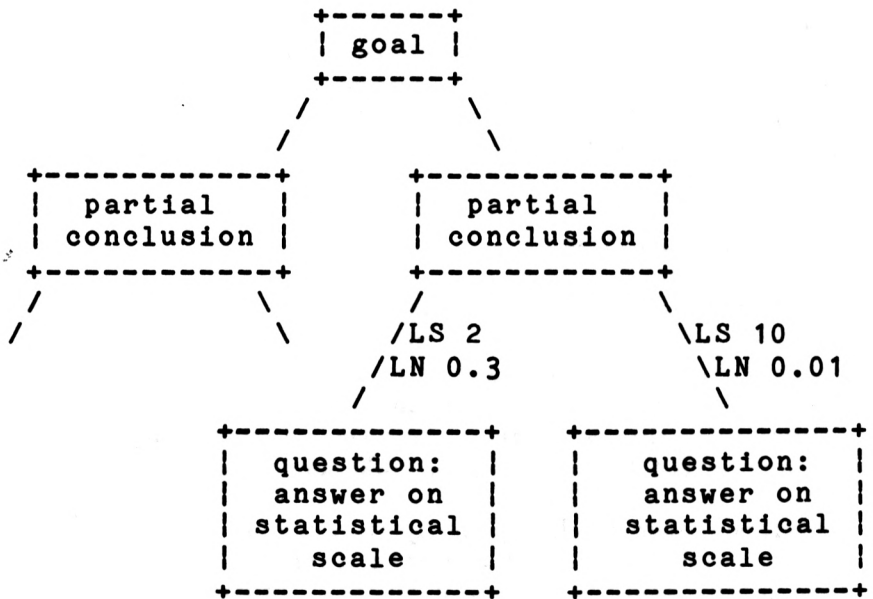 goal
partial partial
conclusion conclusion
LS 2 LS 10
LN 0.3 LN 0.01
question: question:
answer on answer on
statistical statistical
scale scale